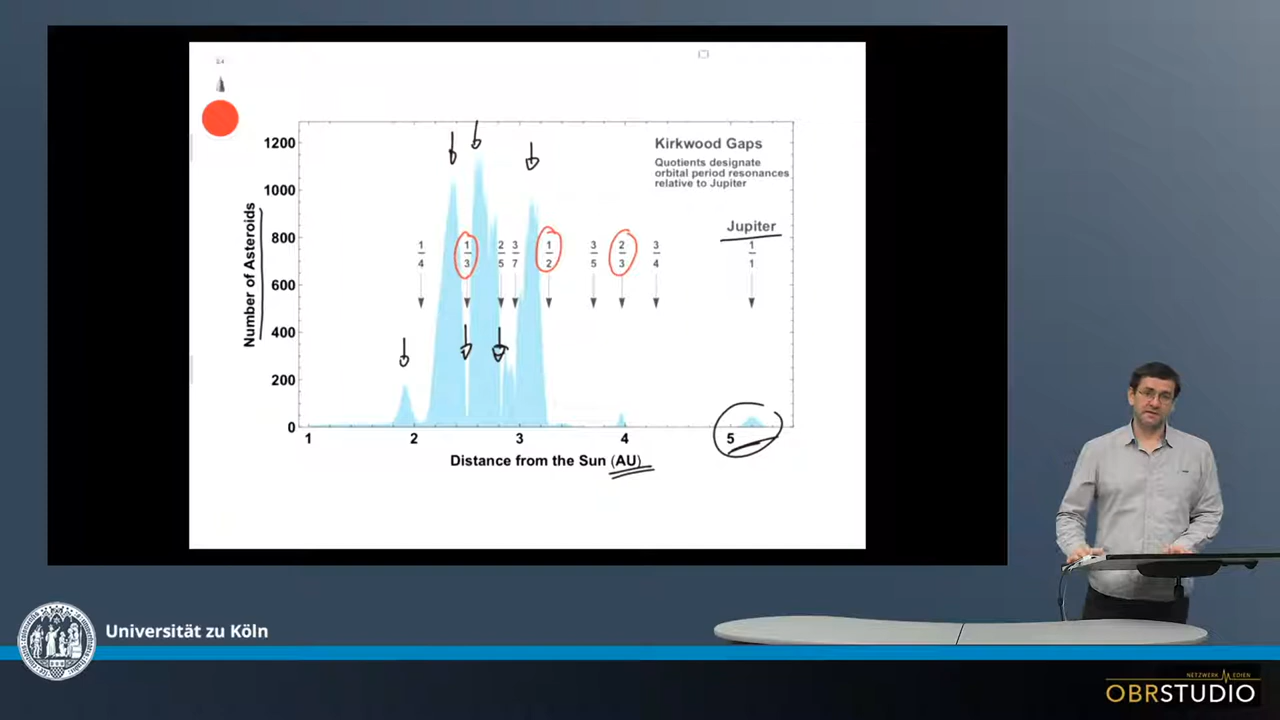 Kirkwood Gaps
Quotients designate
orbital period resonances
relative to Jupiter
Jupiter
1200
1000
800
600
400
200
0
Number of Asteroids
1/4 1/3 2/5 3/7 1/2 3/5 2/3 3/4 1/1
1 2 3 4 5
Distance from the Sun (AU)
Universität zu Köln
NETZWERK MEDIEN
OBRSTUDIO